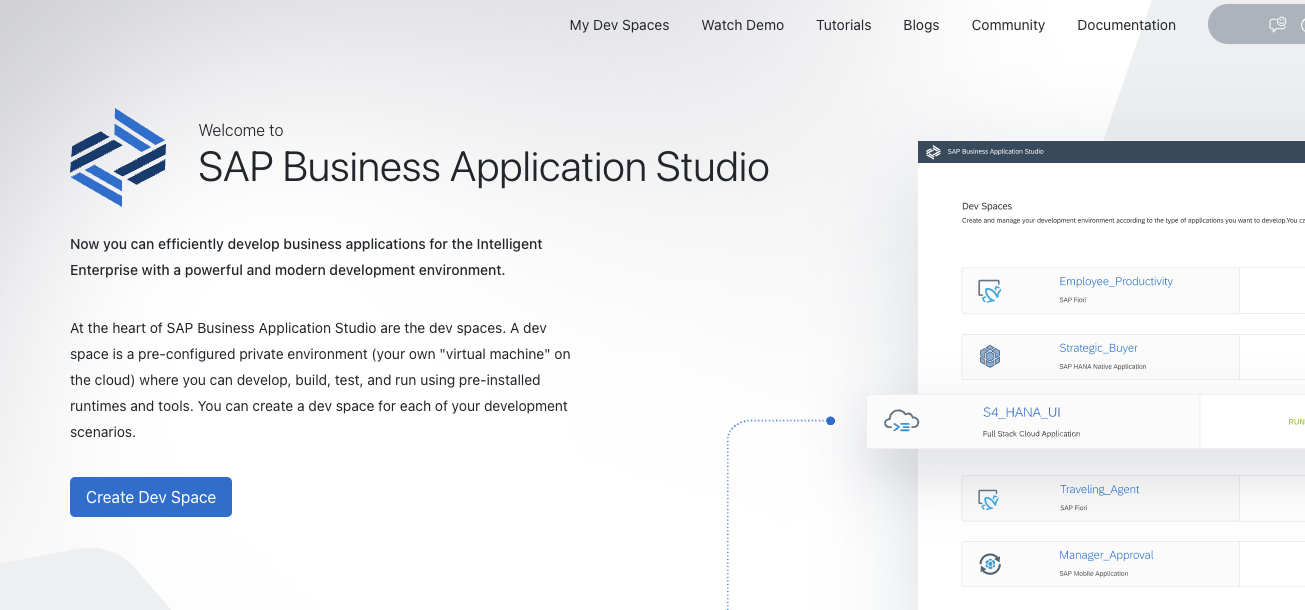 My Dev Spaces Watch Demo Tutorials Blogs Community Documentation
Welcome to
SAP Business Application Studio
Now you can efficiently develop business applications for the Intelligent
Enterprise with a powerful and modern development environment.
At the heart of SAP Business Application Studio are the dev spaces. A dev
space is a pre-configured private environment (your own "virtual machine" on
the cloud) where you can develop, build, test, and run using pre-installed
runtimes and tools. You can create a dev space for each of your development
scenarios.
Create Dev Space
SAP Business Application Studio
Dev Spaces
Create and manage your development environment according to the type of applications you want to develop.You ca
Employee_Productivity
SAP Fiori
Strategic_Buyer
SAP HANA Native Application
S4_HANA_UI
Full Stack Cloud Application
RUN
Traveling_Agent
SAP Fiori
Manager_Approval
SAP Mobile Application